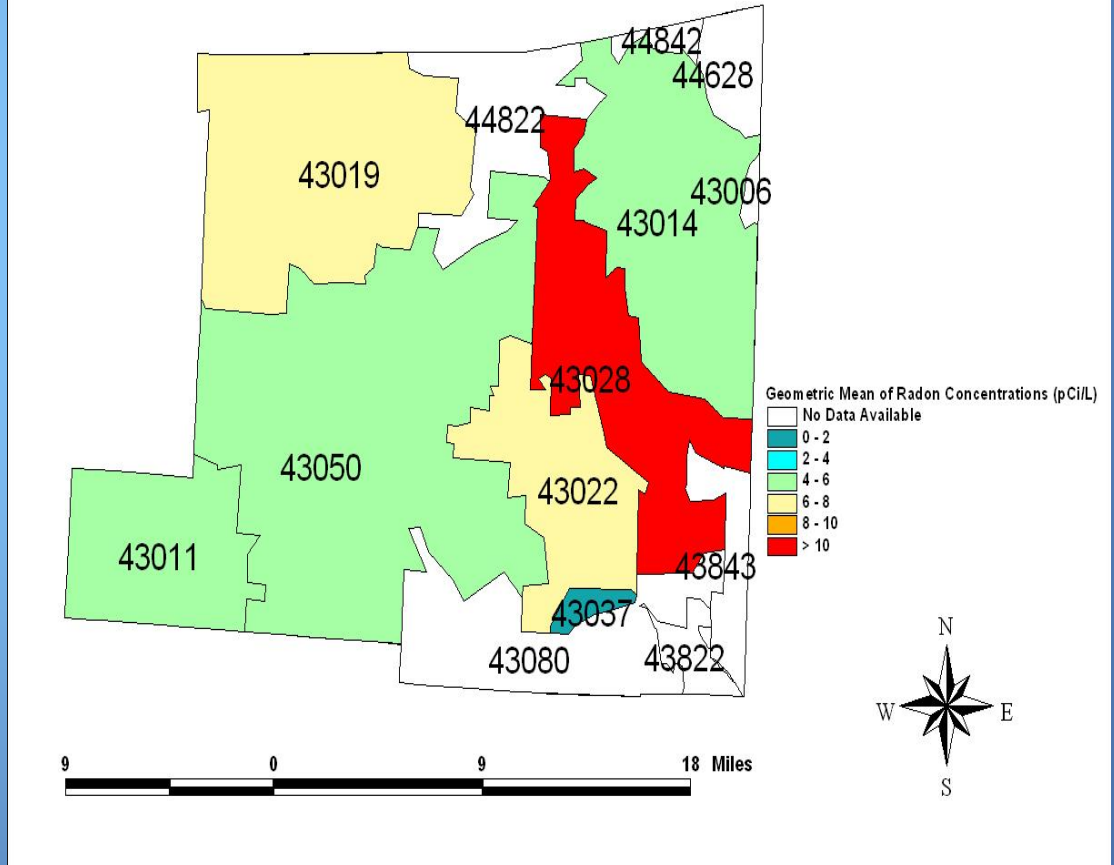 44842
44628
44822
43019
43006
43014
43028
Geometric Mean of Radon Concentrations (pCi/L)
No Data Available
0 - 2
2 - 4
4 - 6
6 - 8
8 - 10
> 10
43050
43022
43011
43843
43037
43080
43822
N
W E
S
9 0 9 18 Miles